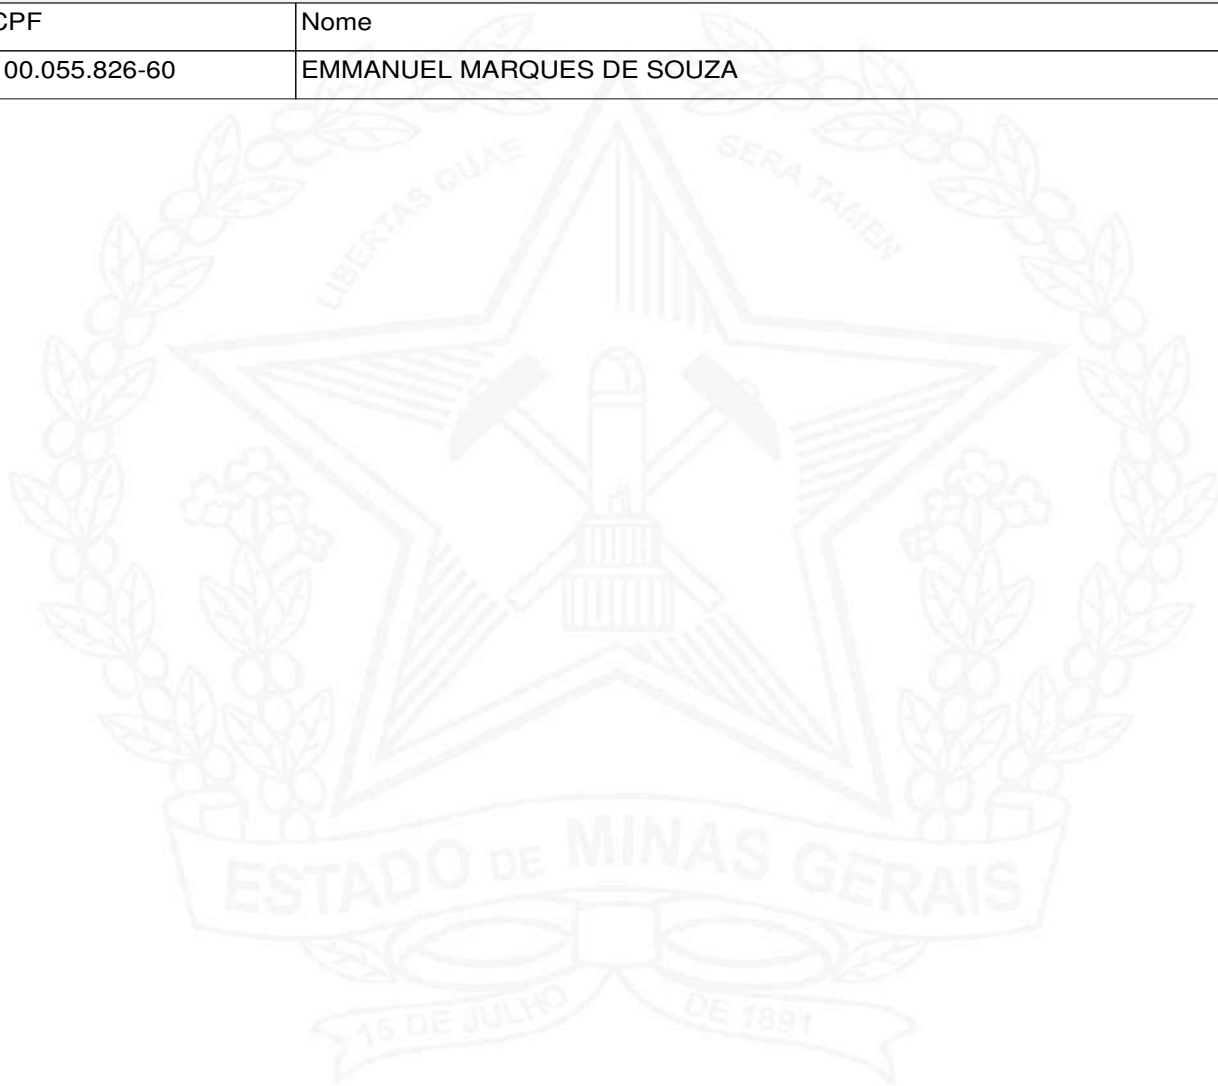 CPF Nome
00.055.826-60 EMMANUEL MARQUES DE SOUZA
LIBERTAS QUAE SERA TAMEN
ESTADO DE MINAS GERAIS
15 DE JULHO DE 1891